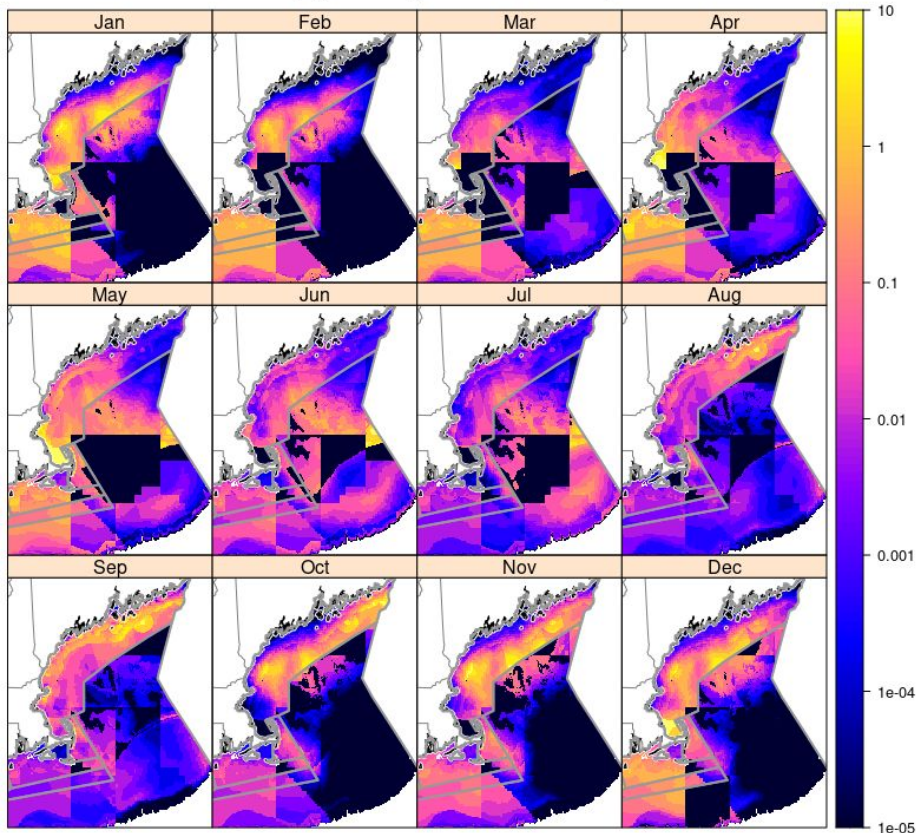 Jan Feb Mar Apr
May Jun Jul Aug
Sep Oct Nov Dec
10
1
0.1
0.01
0.001
1e-04
1e-05